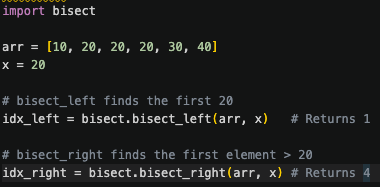 import bisect
arr = [10, 20, 20, 20, 30, 40]
x = 20
# bisect_left finds the first 20
idx_left = bisect.bisect_left(arr, x)   # Returns 1
# bisect_right finds the first element > 20
idx_right = bisect.bisect_right(arr, x) # Returns 4